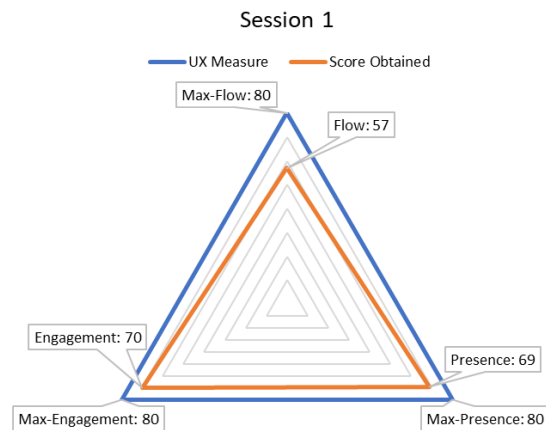 Session 1
UX Measure
Score Obtained
Max-Flow: 80
Flow: 57
Engagement: 70
Presence: 69
Max-Engagement: 80
Max-Presence: 80